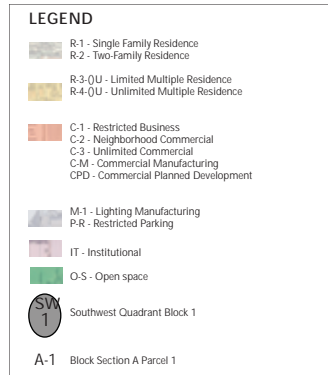 LEGEND
R-1 - Single Family Residence
R-2 - Two-Family Residence
R-3-()U - Limited Multiple Residence
R-4-()U - Unlimited Multiple Residence
C-1 - Restricted Business
C-2 - Neighborhood Commercial
C-3 - Unlimited Commercial
C-M - Commercial Manufacturing
CPD - Commercial Planned Development
M-1 - Lighting Manufacturing
P-R - Restricted Parking
IT - Institutional
O-S - Open space
SW
1
Southwest Quadrant Block 1
A-1 Block Section A Parcel 1